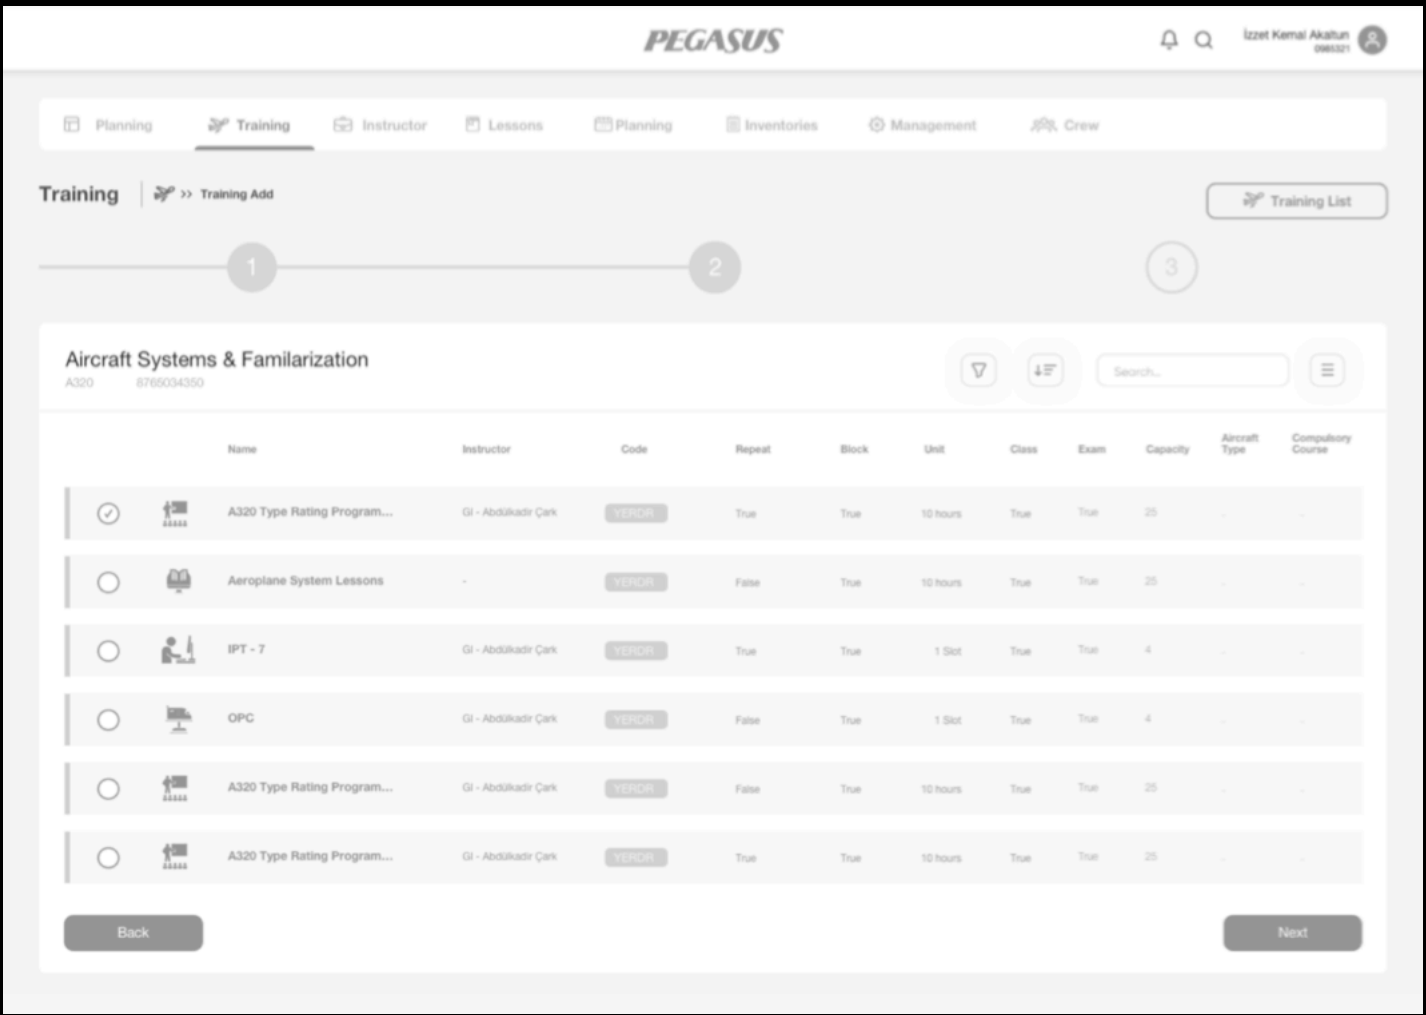 PEGASUS
İzzet Kemal Akaltun
0985321
Planning Training Instructor Lessons Planning Inventories Management Crew
Training >> Training Add
Training List
1 2 3
Aircraft Systems & Familarization
A320 8765034350
Search...
Name Instructor Code Repeat Block Unit Class Exam Capacity Aircraft Type Compulsory Course
A320 Type Rating Program... GI - Abdülkadir Çark YERDR True True 10 hours True True 25 . .
Aeroplane System Lessons - YERDR False True 10 hours True True 25 . .
IPT - 7 GI - Abdülkadir Çark YERDR True True 1 Slot True True 4 . .
OPC GI - Abdülkadir Çark YERDR False True 1 Slot True True 4 . .
A320 Type Rating Program... GI - Abdülkadir Çark YERDR False True 10 hours True True 25 . .
A320 Type Rating Program... GI - Abdülkadir Çark YERDR True True 10 hours True True 25 . .
Back Next